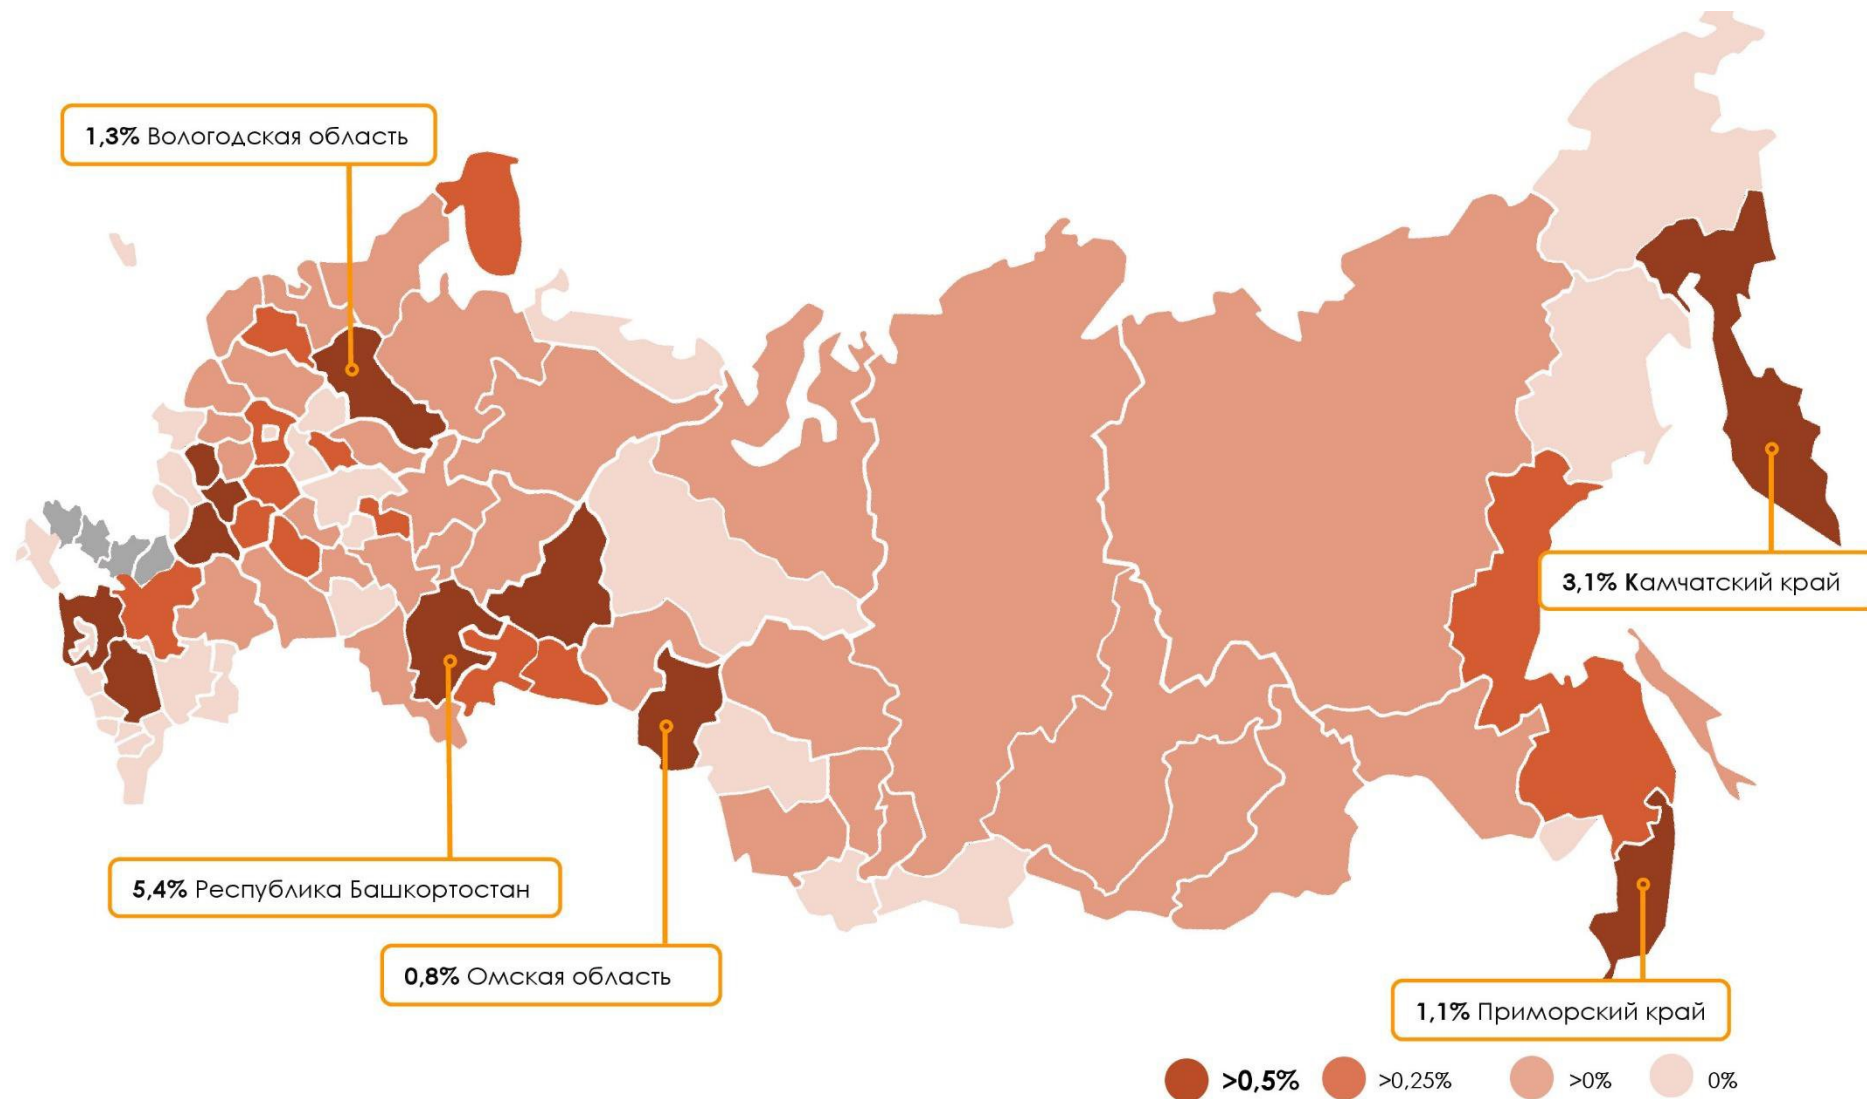 1,3% Вологодская область
3,1% Камчатский край
5,4% Республика Башкортостан
0,8% Омская область
1,1% Приморский край
>0,5% >0,25% >0% 0%